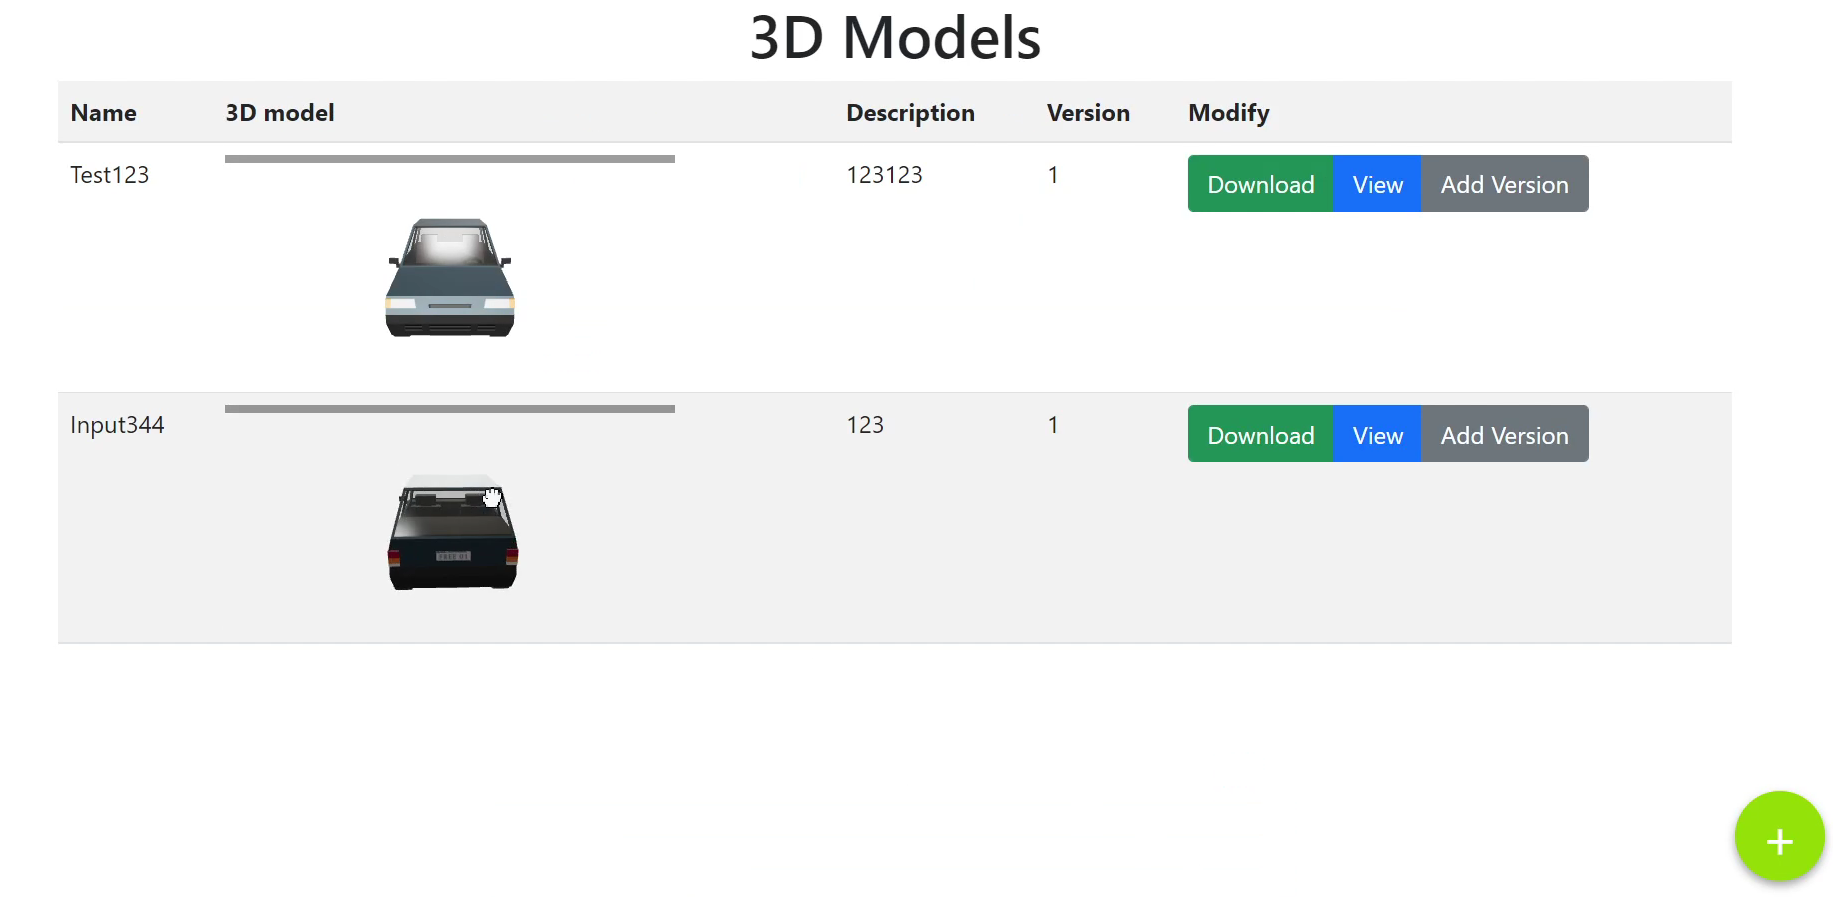 3D Models
Name 3D model Description Version Modify
Test123 123123 1 Download View Add Version
Input344 123 1 Download View Add Version
+